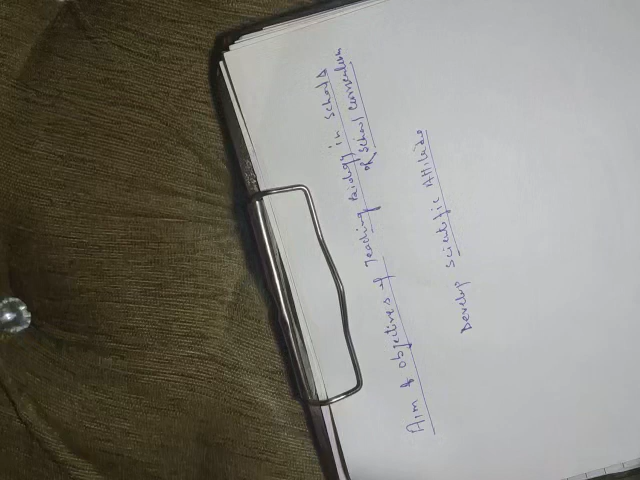 Aim & objectives of Teaching Biology in Schools
of School Curriculum
Develop Scientific Attitude